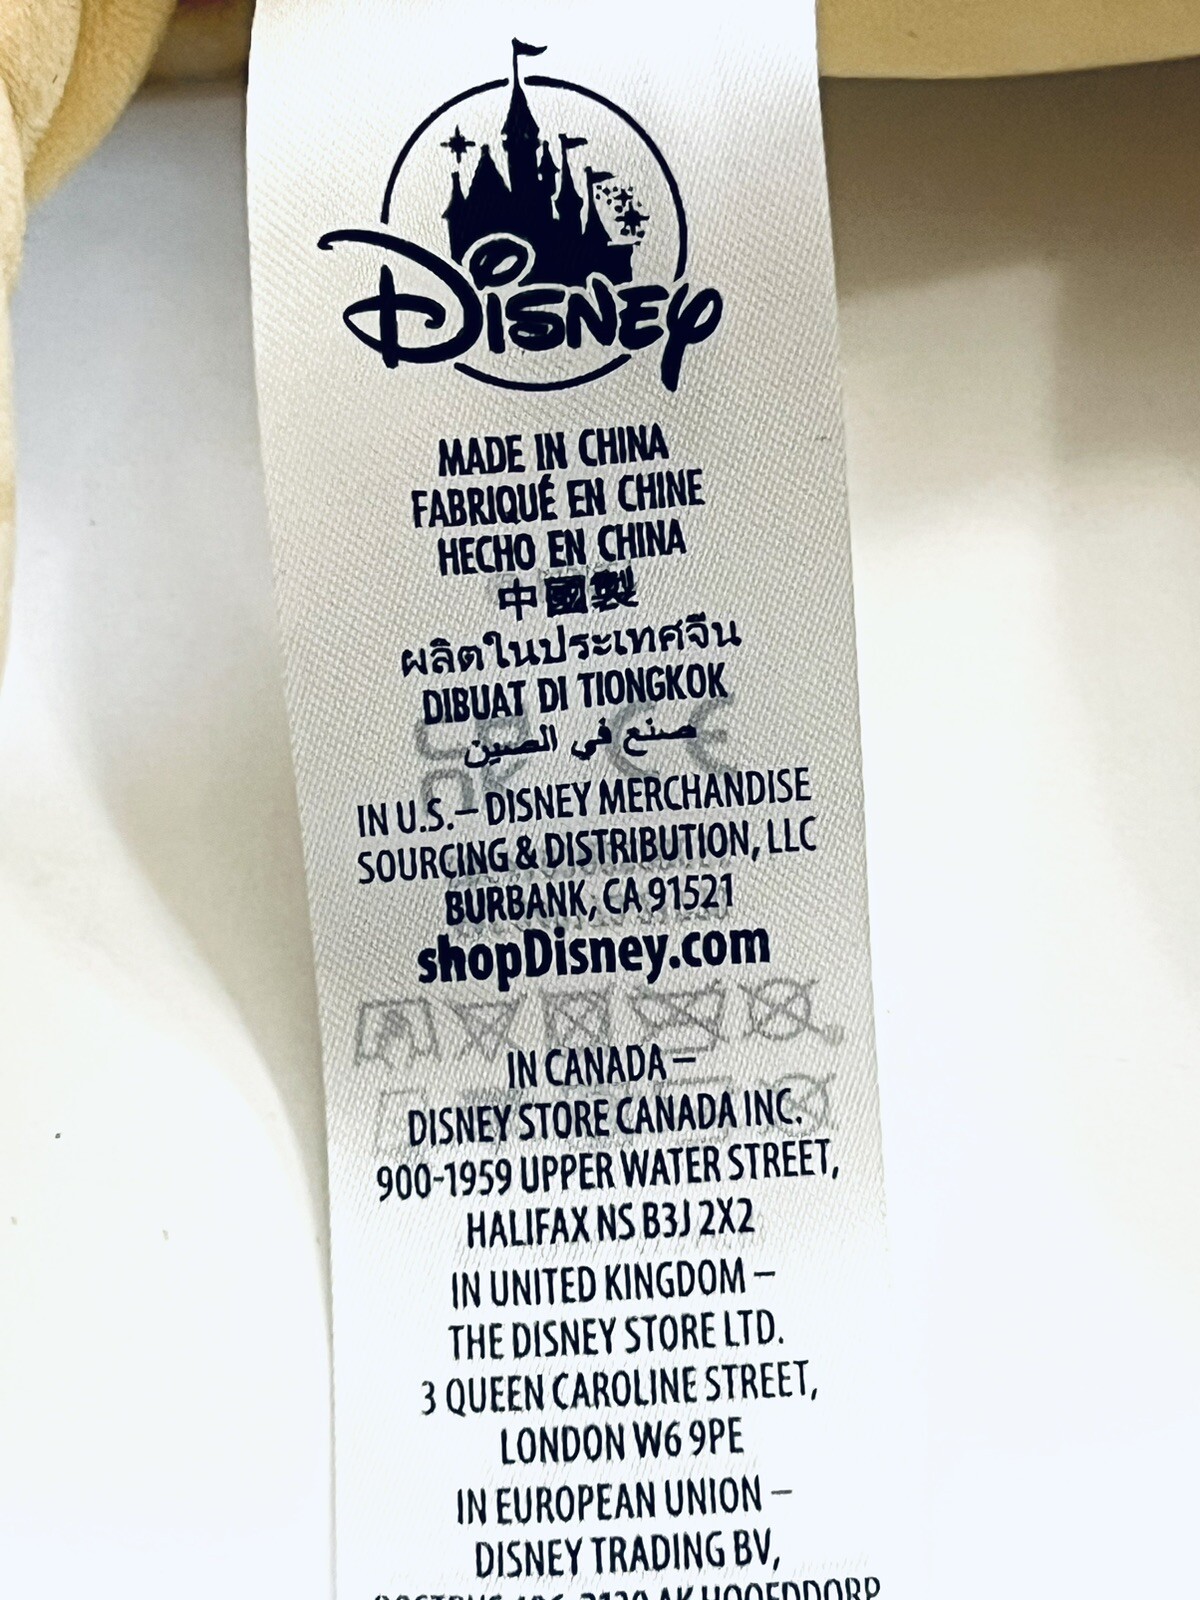 DISNEY
MADE IN CHINA
FABRIQUÉ EN CHINE
HECHO EN CHINA
中國製
ผลิตในประเทศจีน
DIBUAT DI TIONGKOK
صنع في الصين
IN U.S.– DISNEY MERCHANDISE
SOURCING & DISTRIBUTION, LLC
BURBANK, CA 91521
shopDisney.com
IN CANADA –
DISNEY STORE CANADA INC.
900-1959 UPPER WATER STREET,
HALIFAX NS B3J 2X2
IN UNITED KINGDOM –
THE DISNEY STORE LTD.
3 QUEEN CAROLINE STREET,
LONDON W6 9PE
IN EUROPEAN UNION –
DISNEY TRADING BV,
HOOFDDORP